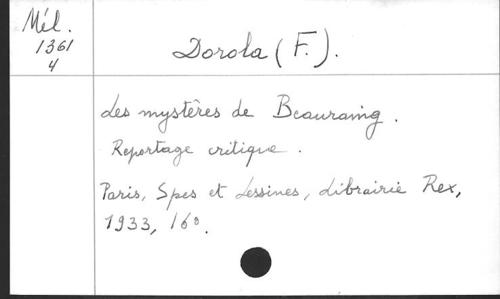 Mél.
1361
4
Dorola (F.).
Les mystères de Beauraing.
Reportage critique.
Paris, Spes et Lessines, Librairie Rex,
1933, 16°.